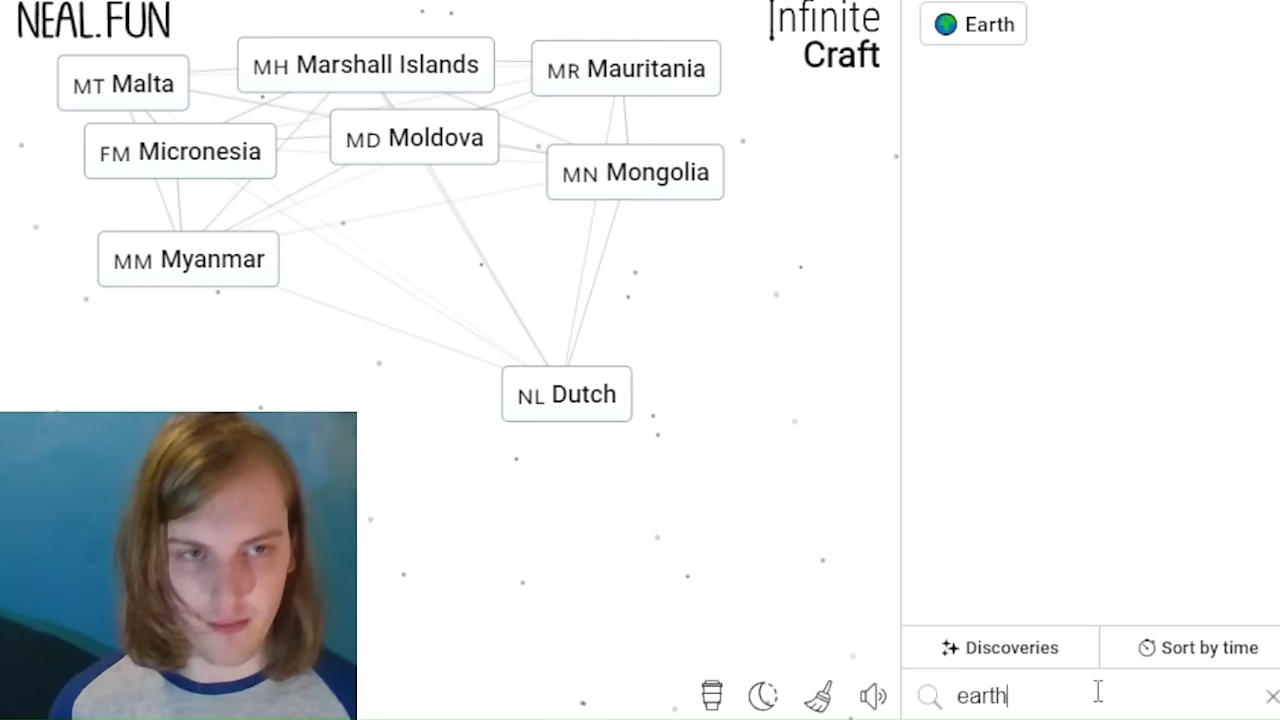 NEAL.FUN
Infinite
Craft
Earth
MT Malta
MH Marshall Islands
MR Mauritania
FM Micronesia
MD Moldova
MN Mongolia
MM Myanmar
NL Dutch
Discoveries
Sort by time
earth